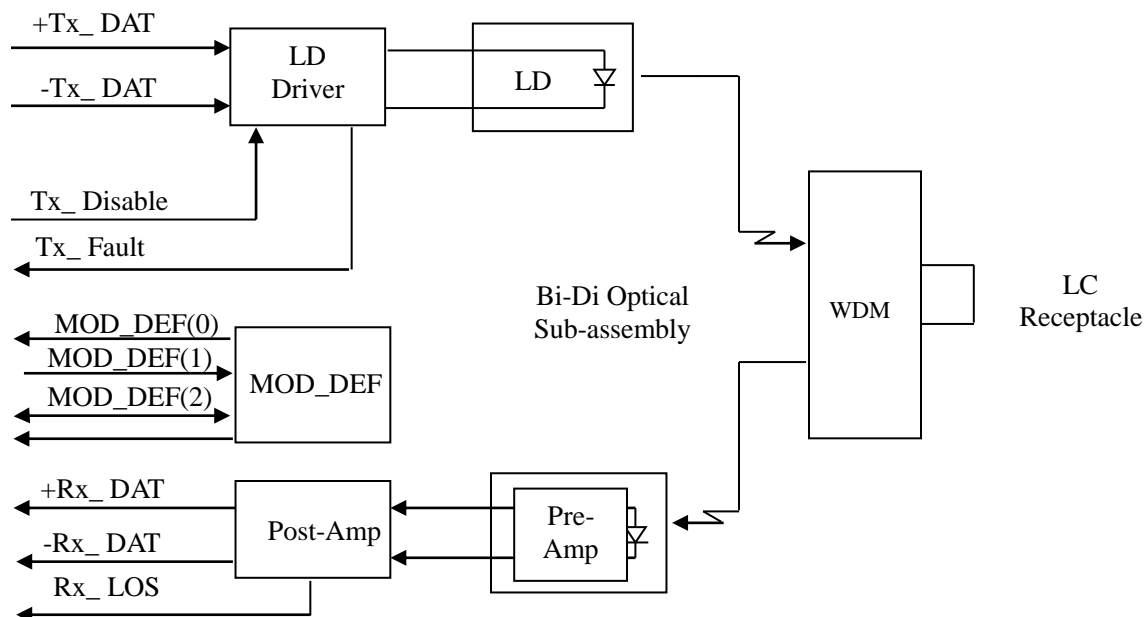 +Tx_ DAT
-Tx_ DAT
LD
Driver
LD
Tx_ Disable
Tx_ Fault
MOD_DEF(0)
MOD_DEF(1)
MOD_DEF(2)
MOD_DEF
Bi-Di Optical
Sub-assembly
WDM
LC
Receptacle
+Rx_ DAT
-Rx_ DAT
Rx_ LOS
Post-Amp
Pre-
Amp